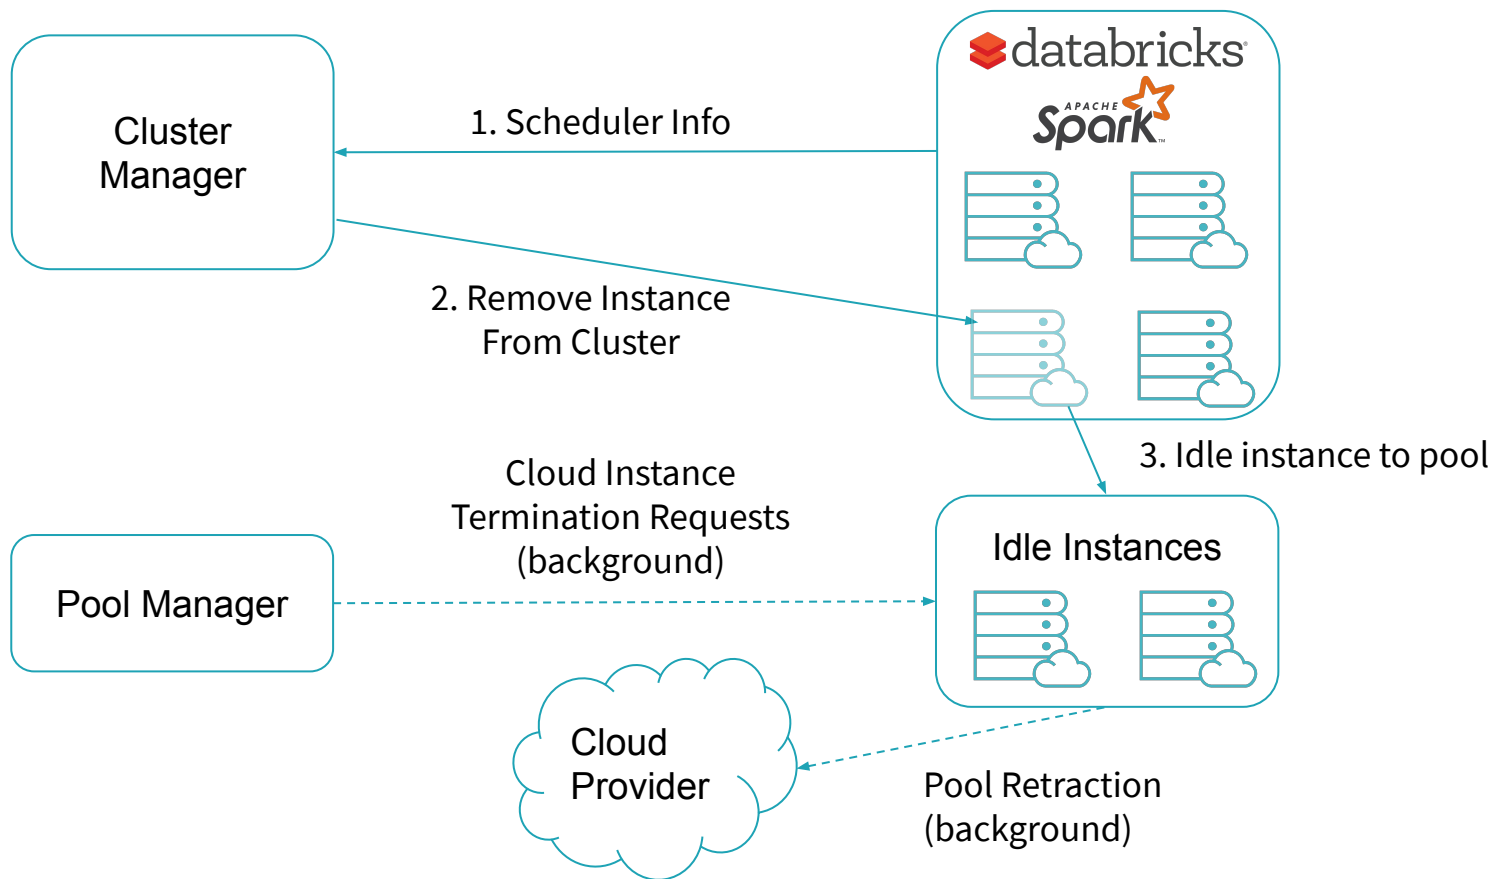 databricks
APACHE
Spark™
Cluster
Manager
1. Scheduler Info
2. Remove Instance
From Cluster
3. Idle instance to pool
Cloud Instance
Termination Requests
(background)
Pool Manager
Idle Instances
Cloud
Provider
Pool Retraction
(background)